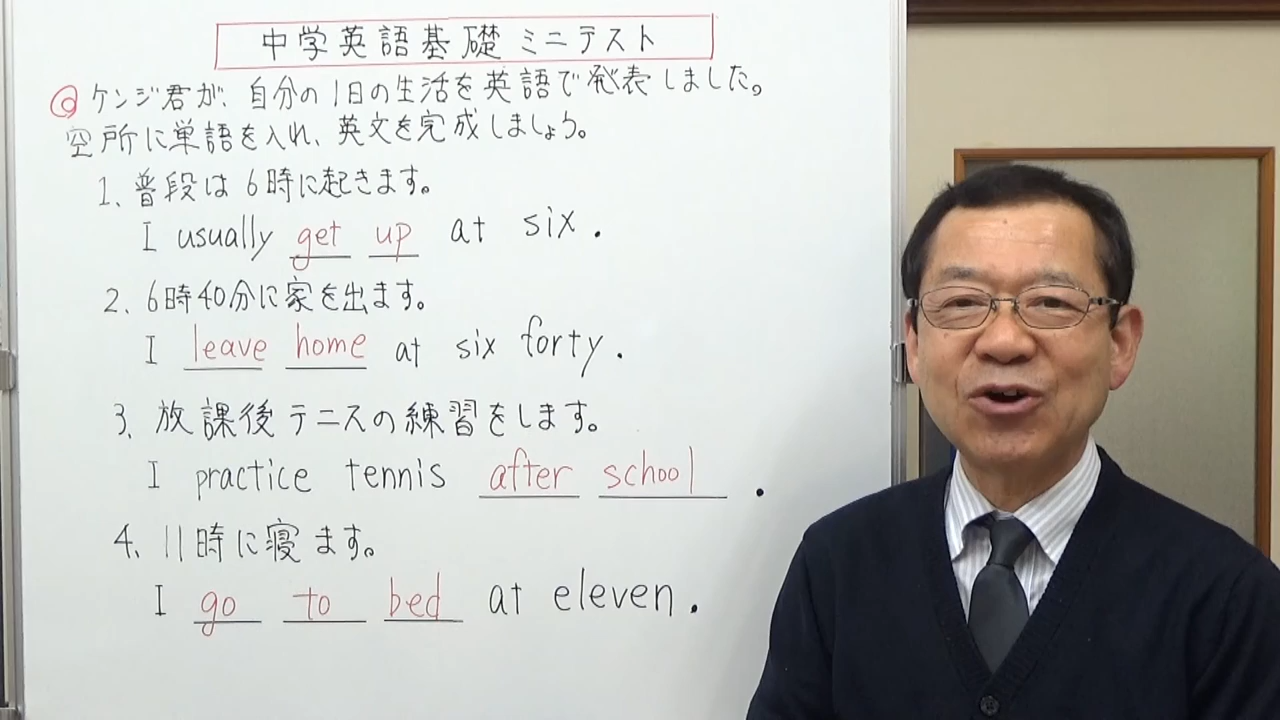 中学英語基礎ミニテスト
◎ケンジ君が、自分の1日の生活を英語で発表しました。
空所に単語を入れ、英文を完成しましょう。
1、普段は6時に起きます。
I usually get up at six.
2、6時40分に家を出ます。
I leave home at six forty.
3、放課後テニスの練習をします。
I practice tennis after school.
4、11時に寝ます。
I go to bed at eleven.